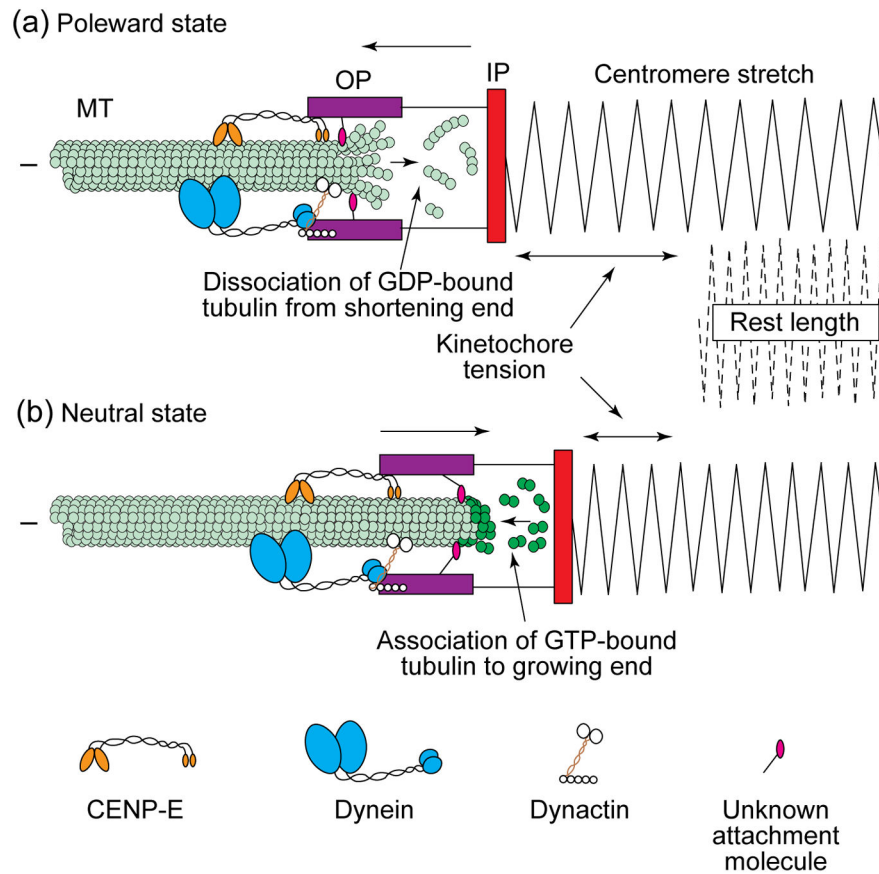 (a) Poleward state
OP
IP
Centromere stretch
MT
–
Dissociation of GDP-bound
tubulin from shortening end
Rest length
Kinetochore
tension
(b) Neutral state
–
Association of GTP-bound
tubulin to growing end
CENP-E
Dynein
Dynactin
Unknown
attachment
molecule